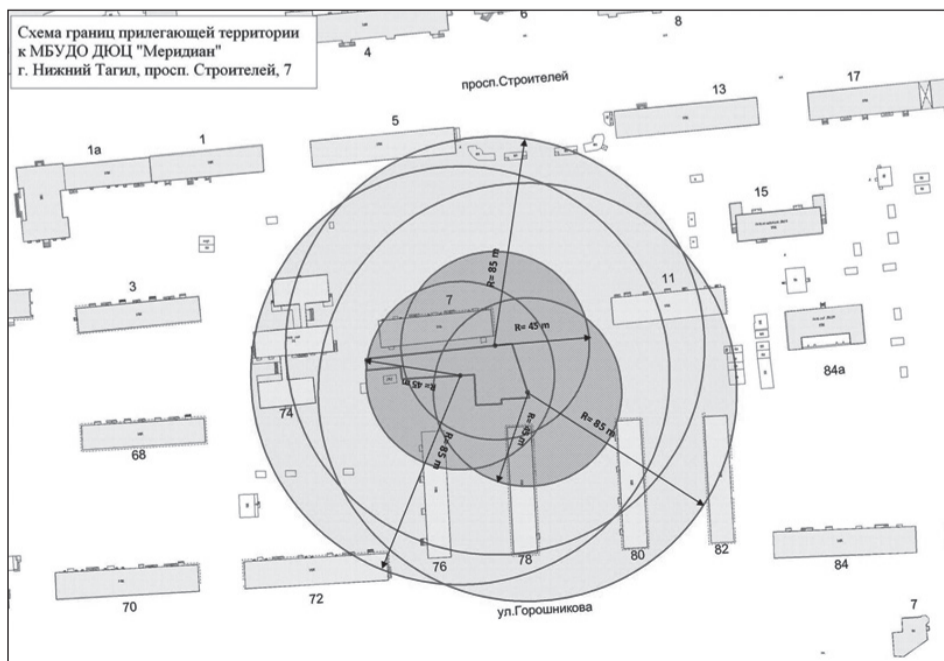 Схема границ прилегающей территории
к МБУДО ДЮЦ "Меридиан"
г. Нижний Тагил, просп. Строителей, 7
4
6
8
просп.Строителей
17
13
5
1
1а
15
3
7
11
R= 85 m
R= 45 m
R=45 m
84а
74
R= 85 m
R=45 m
R= 85 m
68
76
78
80
82
84
70
72
ул.Горошникова
7